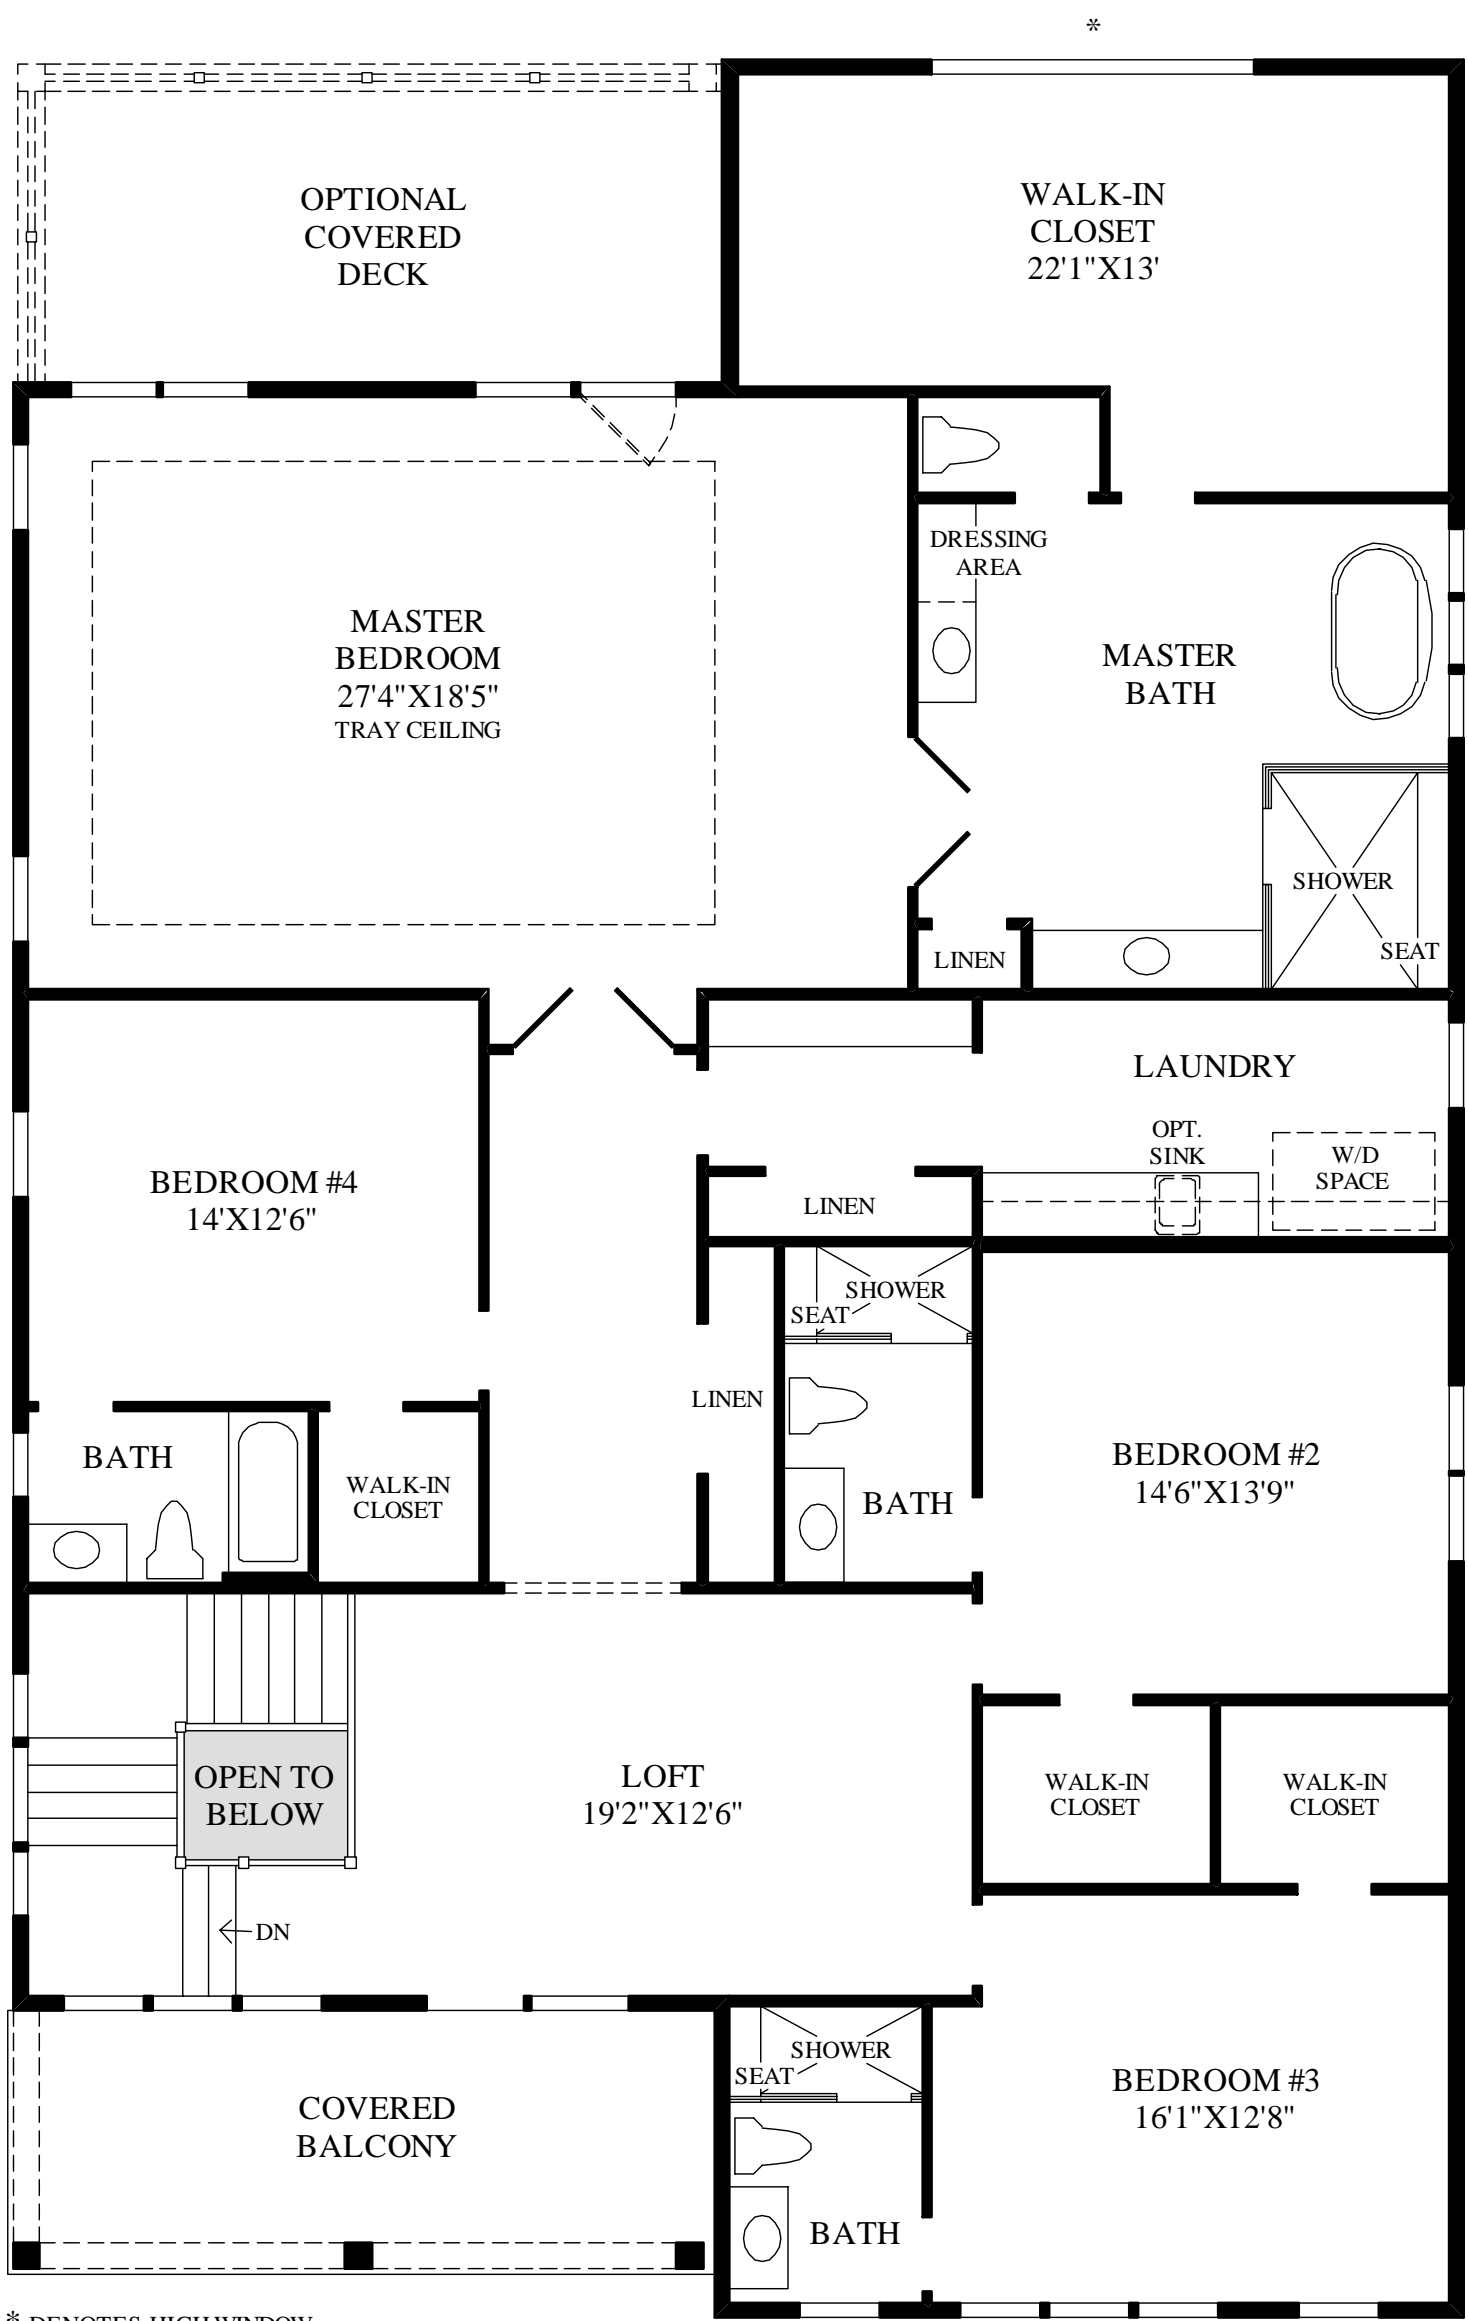 *
OPTIONAL
COVERED
DECK
WALK-IN
CLOSET
22'1"X13'
DRESSING
AREA
MASTER
BEDROOM
27'4"X18'5"
TRAY CEILING
MASTER
BATH
SHOWER
SEAT
LINEN
LAUNDRY
OPT.
SINK
W/D
SPACE
BEDROOM #4
14'X12'6"
LINEN
SHOWER
SEAT
LINEN
BATH
WALK-IN
CLOSET
BATH
BEDROOM #2
14'6"X13'9"
OPEN TO
BELOW
LOFT
19'2"X12'6"
WALK-IN
CLOSET
WALK-IN
CLOSET
DN
SHOWER
SEAT
COVERED
BALCONY
BEDROOM #3
16'1"X12'8"
BATH
* DENOTES HIGH WINDOW